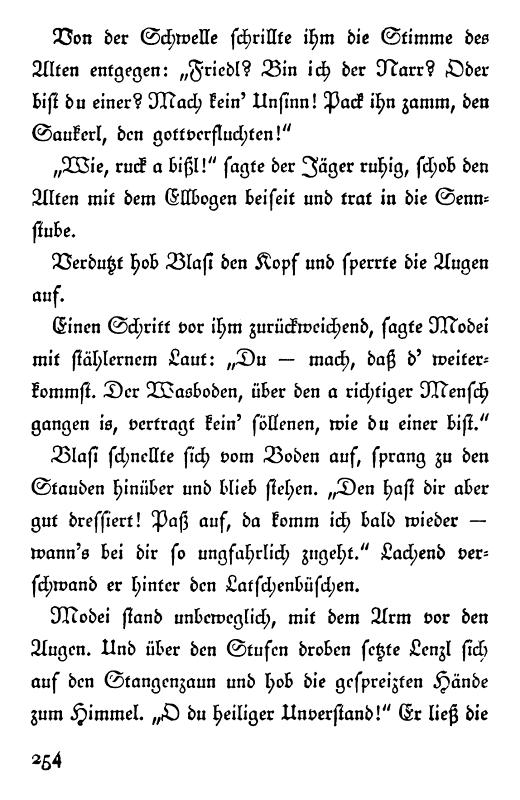 Von der Schwelle schrillte ihm die Stimme des
Alten entgegen: „Friedl? Bin ich der Narr? Oder
bist du einer? Mach kein' Unsinn! Pack ihn zamm, den
Saukerl, den gottverfluchten!“
„Wie, ruck a bißl!“ sagte der Jäger ruhig, schob den
Alten mit dem Ellbogen beiseit und trat in die Senn-
stube.
Verdutzt hob Blasi den Kopf und sperrte die Augen
auf.
Einen Schritt vor ihm zurückweichend, sagte Modei
mit stählernem Laut: „Du — mach, daß d' weiter-
kommst. Der Wasboden, über den a richtiger Mensch
gangen is, vertragt kein' söllenen, wie du einer bist.“
Blasi schnellte sich vom Boden auf, sprang zu den
Stauden hinüber und blieb stehen. „Den hast dir aber
gut dressiert! Paß auf, da komm ich bald wieder —
wann's bei dir so ungfahrlich zugeht.“ Lachend ver-
schwand er hinter den Latschenbüschen.
Modei stand unbeweglich, mit dem Arm vor den
Augen. Und über den Stufen droben setzte Lenzl sich
auf den Stangenzaun und hob die gespreizten Hände
zum Himmel. „O du heiliger Unverstand!“ Er ließ die
254